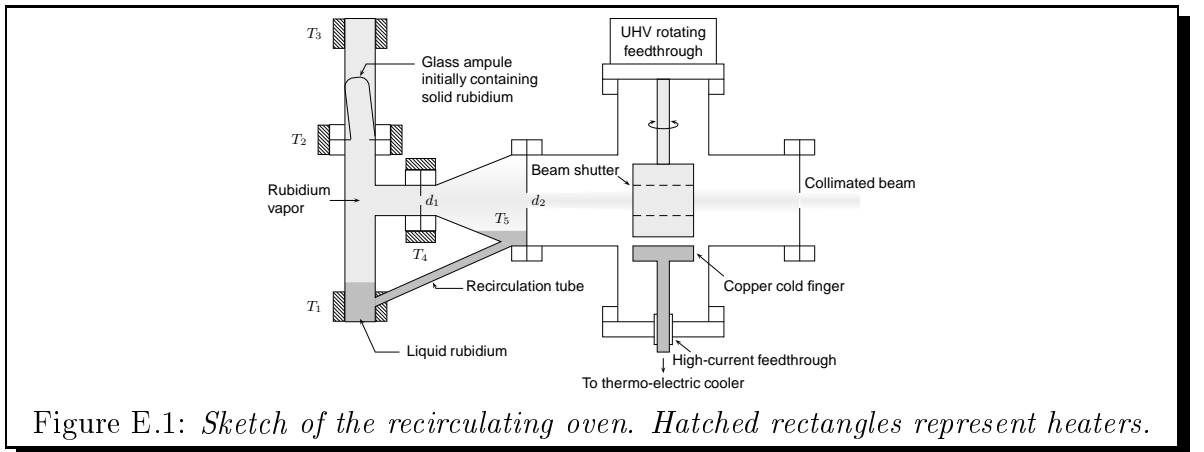 UHV rotating
feedthrough
T3
Glass ampule
initially containing
solid rubidium
T2
Beam shutter
Rubidium
vapor
d1
d2
Collimated beam
T5
T4
Recirculation tube
Copper cold finger
T1
Liquid rubidium
High-current feedthrough
To thermo-electric cooler
Figure E.1: Sketch of the recirculating oven. Hatched rectangles represent heaters.